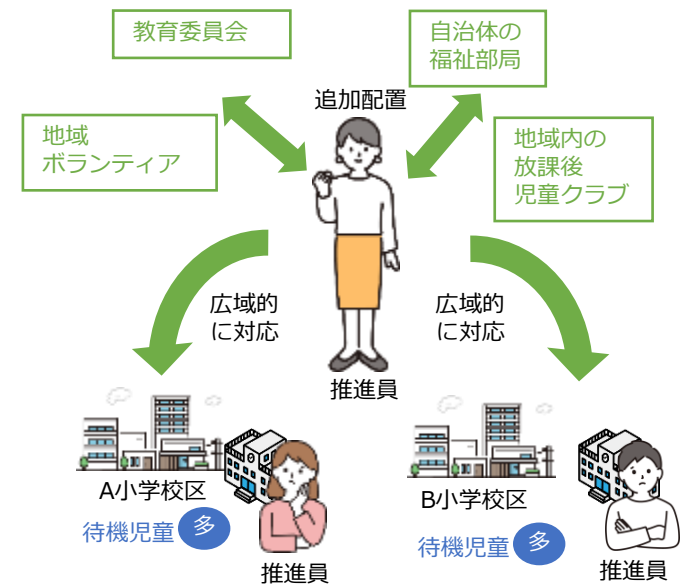 教育委員会
自治体の
福祉部局
追加配置
地域
ボランティア
地域内の
放課後
児童クラブ
広域的
に対応
広域的
に対応
推進員
A小学校区
待機児童 多
推進員
B小学校区
待機児童 多
推進員